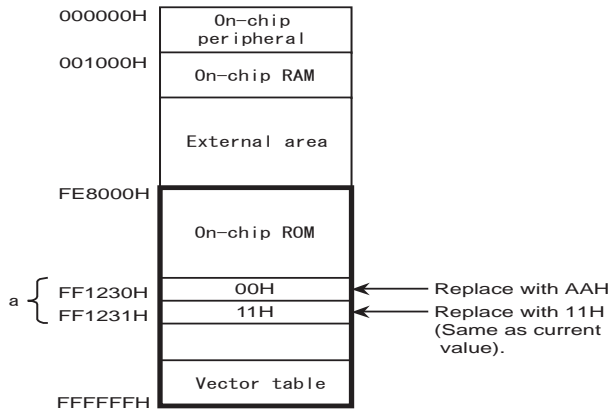 000000H
On-chip
peripheral
001000H
On-chip RAM
External area
FE8000H
On-chip ROM
a
FF1230H
00H
Replace with AAH
FF1231H
11H
Replace with 11H
(Same as current
value).
Vector table
FFFFFFH